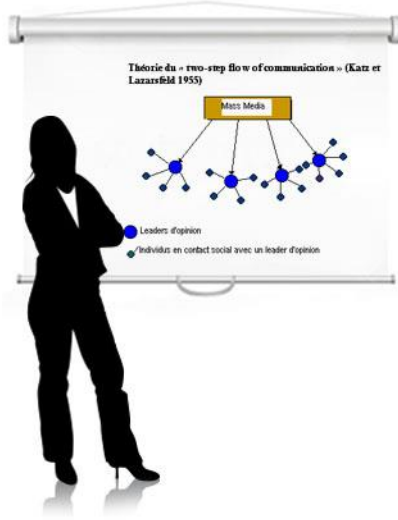 Théorie du « two-step flow of communication » (Katz et
Lazarsfeld 1955)
Mass Media
Leaders d'opinion
Individus en contact social avec un leader d'opinion